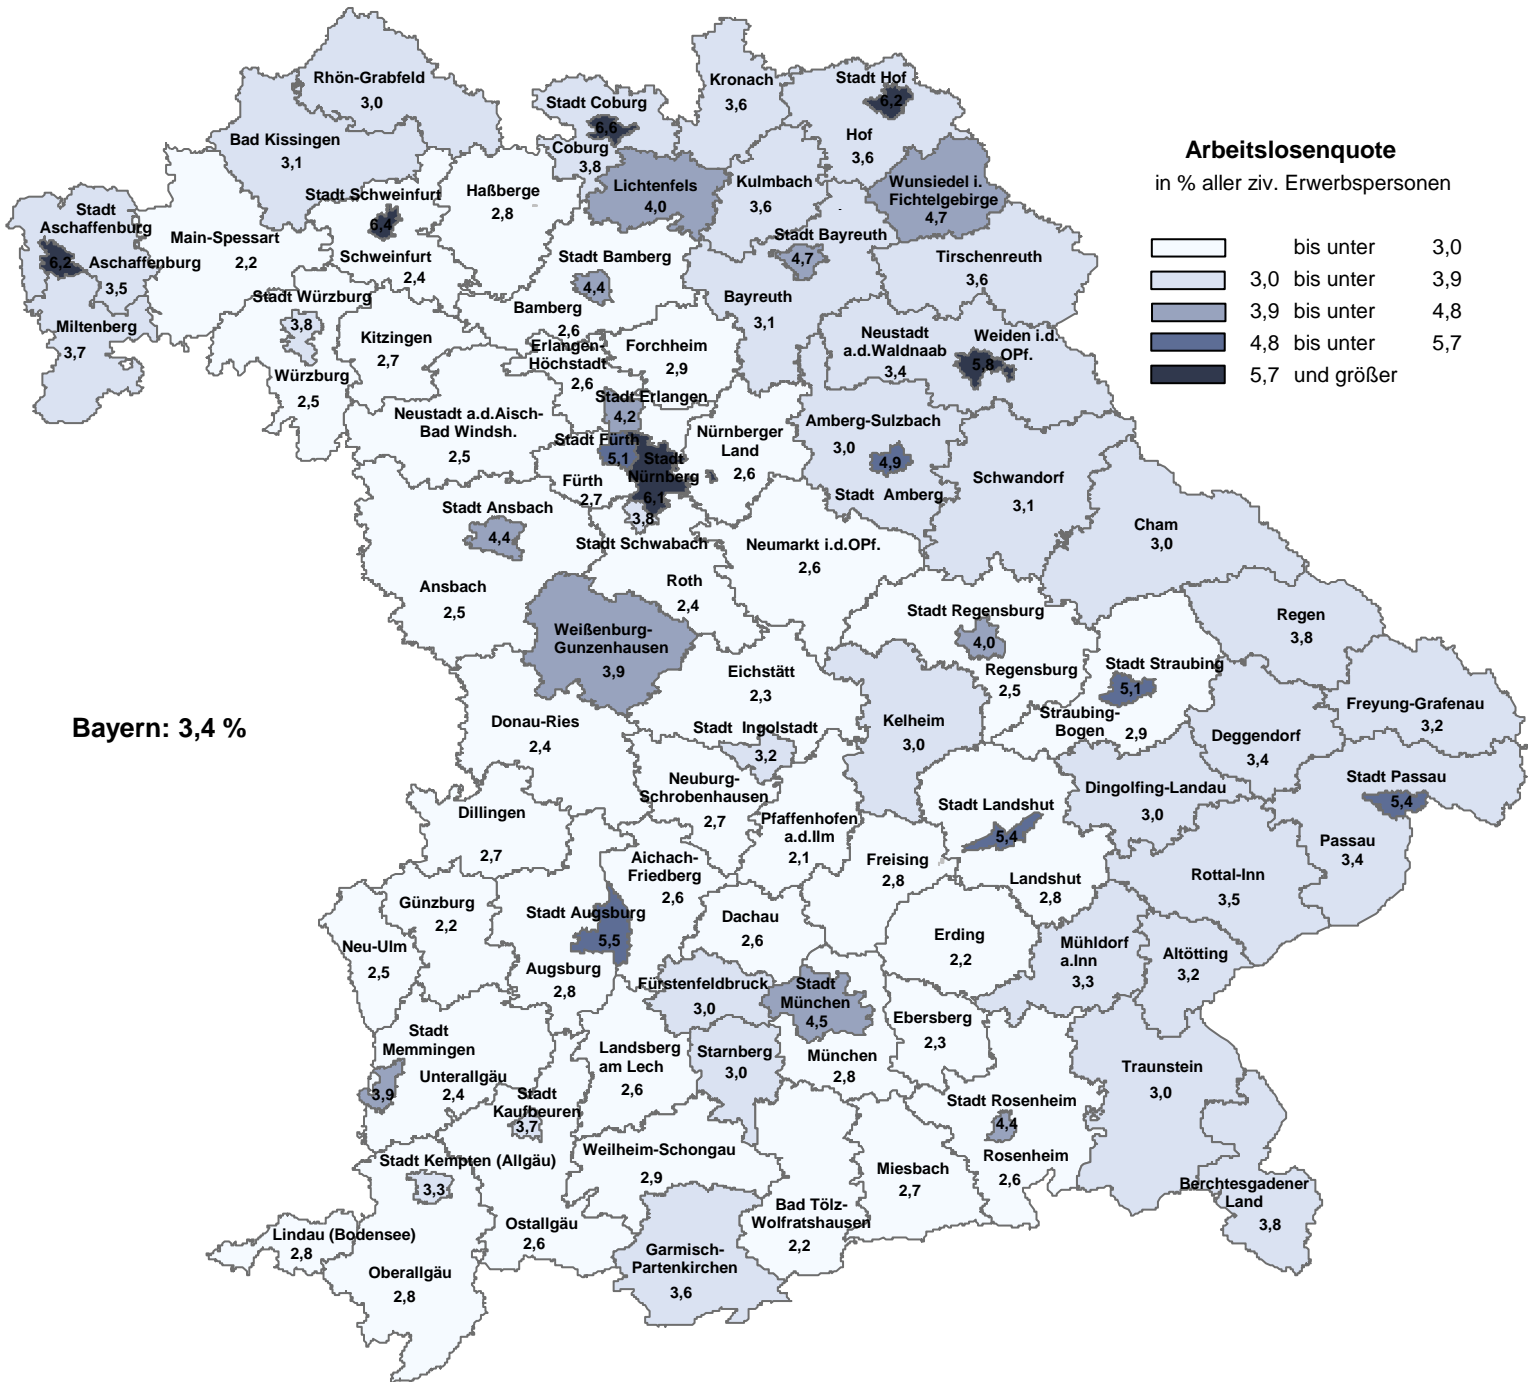 Arbeitslosenquote
in % aller ziv. Erwerbspersonen
bis unter 3,0
3,0 bis unter 3,9
3,9 bis unter 4,8
4,8 bis unter 5,7
5,7 und größer
Bayern: 3,4 %
Rhön-Grabfeld
3,0
Bad Kissingen
3,1
Stadt Coburg
6,6
Coburg
3,8
Kronach
3,6
Stadt Hof
6,2
Hof
3,6
Lichtenfels
4,0
Kulmbach
3,6
Wunsiedel i.
Fichtelgebirge
4,7
Stadt Schweinfurt
6,4
Schweinfurt
2,4
Haßberge
2,8
Stadt
Aschaffenburg
6,2
Aschaffenburg
3,5
Main-Spessart
2,2
Miltenberg
3,7
Stadt Würzburg
3,8
Würzburg
2,5
Kitzingen
2,7
Stadt Bamberg
4,4
Bamberg
2,6
Stadt Bayreuth
4,7
Bayreuth
3,1
Tirschenreuth
3,6
Erlangen-
Höchstadt
2,6
Forchheim
2,9
Neustadt
a.d.Waldnaab
3,4
Weiden i.d.
OPf.
5,8
Neustadt a.d.Aisch-
Bad Windsh.
2,5
Stadt Erlangen
4,2
Stadt Fürth
5,1
Fürth
2,7
Stadt
Nürnberg
6,1
Nürnberger
Land
2,6
Amberg-Sulzbach
3,0
4,9
Stadt Amberg
Schwandorf
3,1
Cham
3,0
Stadt Ansbach
4,4
Ansbach
2,5
3,8
Stadt Schwabach
Roth
2,4
Neumarkt i.d.OPf.
2,6
Weißenburg-
Gunzenhausen
3,9
Stadt Regensburg
4,0
Regensburg
2,5
Stadt Straubing
5,1
Straubing-
Bogen
2,9
Regen
3,8
Freyung-Grafenau
3,2
Deggendorf
3,4
Eichstätt
2,3
Stadt Ingolstadt
3,2
Kelheim
3,0
Donau-Ries
2,4
Neuburg-
Schrobenhausen
2,7
Pfaffenhofen
a.d.Ilm
2,1
Stadt Landshut
5,4
Landshut
2,8
Dingolfing-Landau
3,0
Stadt Passau
5,4
Passau
3,4
Rottal-Inn
3,5
Dillingen
2,7
Aichach-
Friedberg
2,6
Freising
2,8
Günzburg
2,2
Stadt Augsburg
5,5
Augsburg
2,8
Neu-Ulm
2,5
Dachau
2,6
Erding
2,2
Mühldorf
a.Inn
3,3
Altötting
3,2
Fürstenfeldbruck
3,0
Stadt
München
4,5
München
2,8
Ebersberg
2,3
Stadt
Memmingen
3,9
Unterallgäu
2,4
Landsberg
am Lech
2,6
Starnberg
3,0
Traunstein
3,0
Stadt
Kaufbeuren
3,7
Stadt Rosenheim
4,4
Rosenheim
2,6
Stadt Kempten (Allgäu)
3,3
Weilheim-Schongau
2,9
Miesbach
2,7
Berchtesgadener
Land
3,8
Bad Tölz-
Wolfratshausen
2,2
Lindau (Bodensee)
2,8
Ostallgäu
2,6
Oberallgäu
2,8
Garmisch-
Partenkirchen
3,6